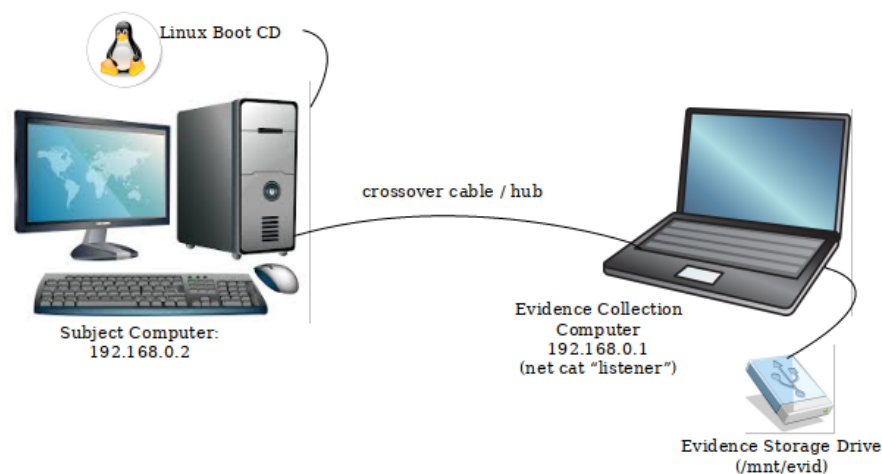 Linux Boot CD
crossover cable / hub
Subject Computer:
192.168.0.2
Evidence Collection
Computer
192.168.0.1
(net cat “listener”)
Evidence Storage Drive
(/mnt/evid)